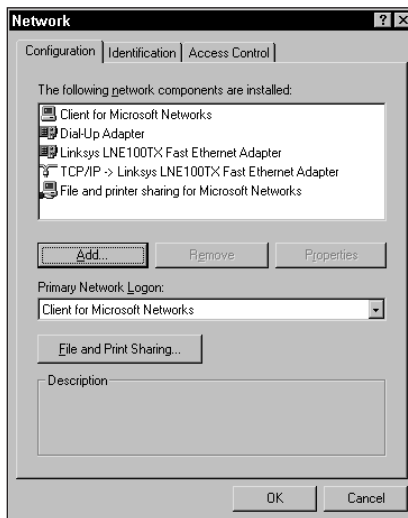 Network
Configuration Identification Access Control
The following network components are installed:
Client for Microsoft Networks
Dial-Up Adapter
Linksys LNE100TX Fast Ethernet Adapter
TCP/IP -> Linksys LNE100TX Fast Ethernet Adapter
File and printer sharing for Microsoft Networks
Add... Remove Properties
Primary Network Logon:
Client for Microsoft Networks
File and Print Sharing...
Description
OK Cancel